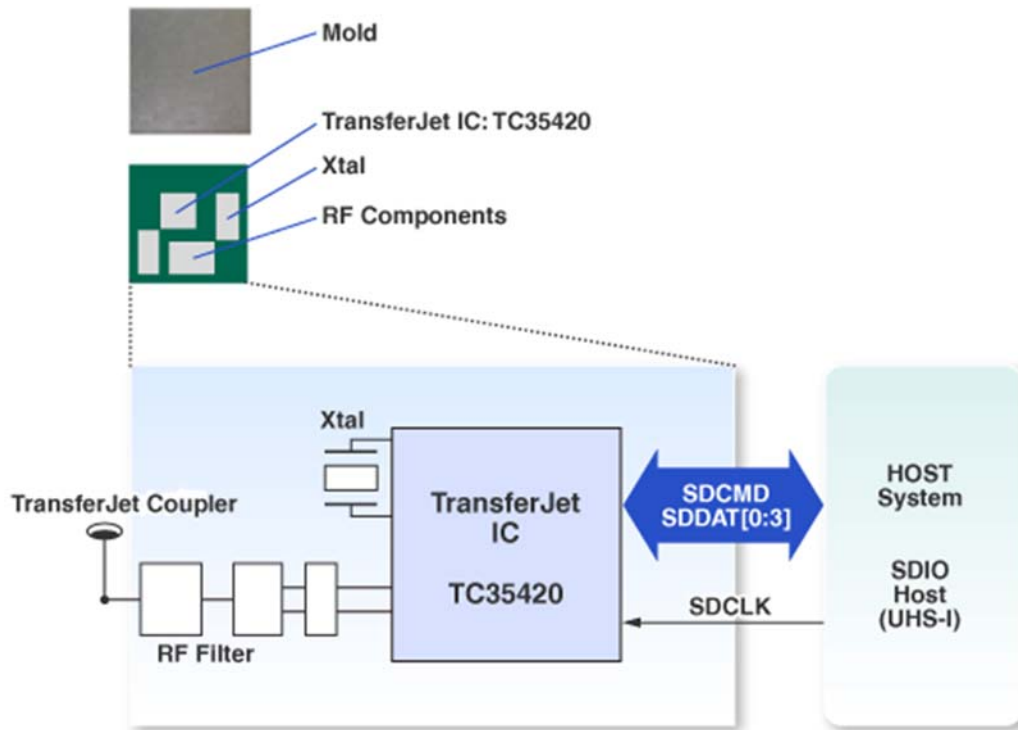 Mold
TransferJet IC: TC35420
Xtal
RF Components
Xtal
TransferJet Coupler
TransferJet
IC
TC35420
RF Filter
SDCMD
SDDAT[0:3]
SDCLK
HOST
System
SDIO
Host
(UHS-I)